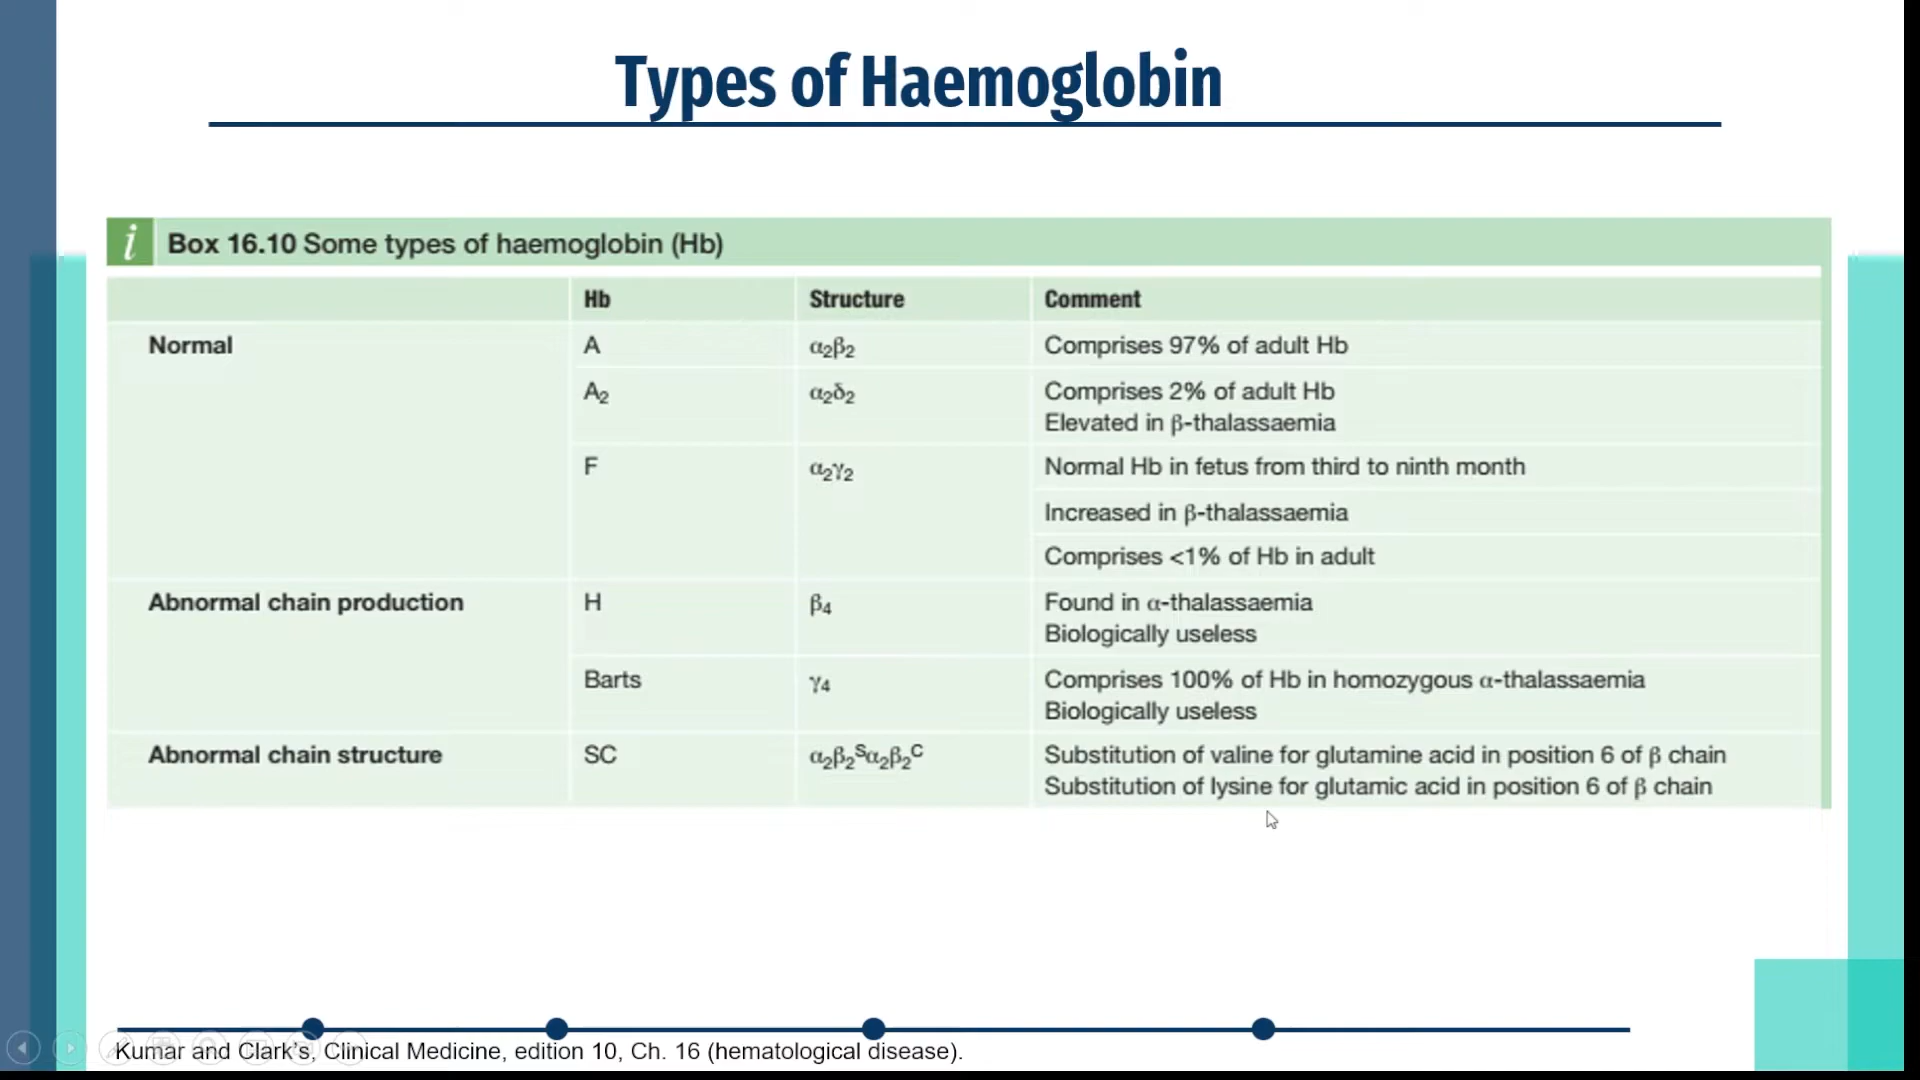 Types of Haemoglobin
i Box 16.10 Some types of haemoglobin (Hb)
Hb Structure Comment
Normal A α₂β₂ Comprises 97% of adult Hb
A₂ α₂δ₂ Comprises 2% of adult Hb
Elevated in β-thalassaemia
F α₂γ₂ Normal Hb in fetus from third to ninth month
Increased in β-thalassaemia
Comprises <1% of Hb in adult
Abnormal chain production H β₄ Found in α-thalassaemia
Biologically useless
Barts γ₄ Comprises 100% of Hb in homozygous α-thalassaemia
Biologically useless
Abnormal chain structure SC α₂β₂ˢα₂β₂ᶜ Substitution of valine for glutamine acid in position 6 of β chain
Substitution of lysine for glutamic acid in position 6 of β chain
Kumar and Clark's, Clinical Medicine, edition 10, Ch. 16 (hematological disease).